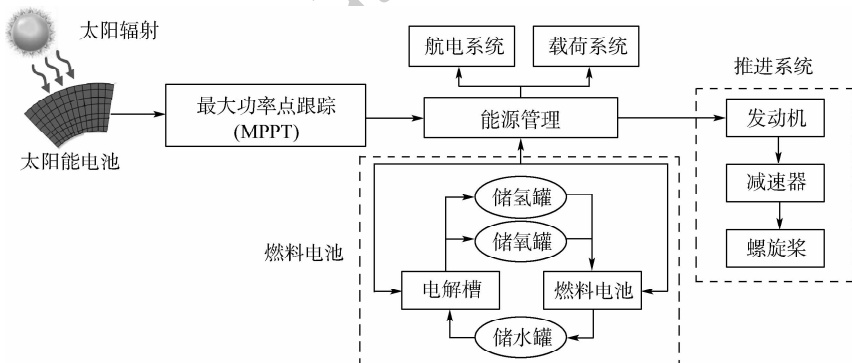 太阳辐射
航电系统
载荷系统
推进系统
最大功率点跟踪
(MPPT)
能源管理
发动机
太阳能电池
减速器
储氢罐
储氧罐
燃料电池
螺旋桨
电解槽
燃料电池
储水罐